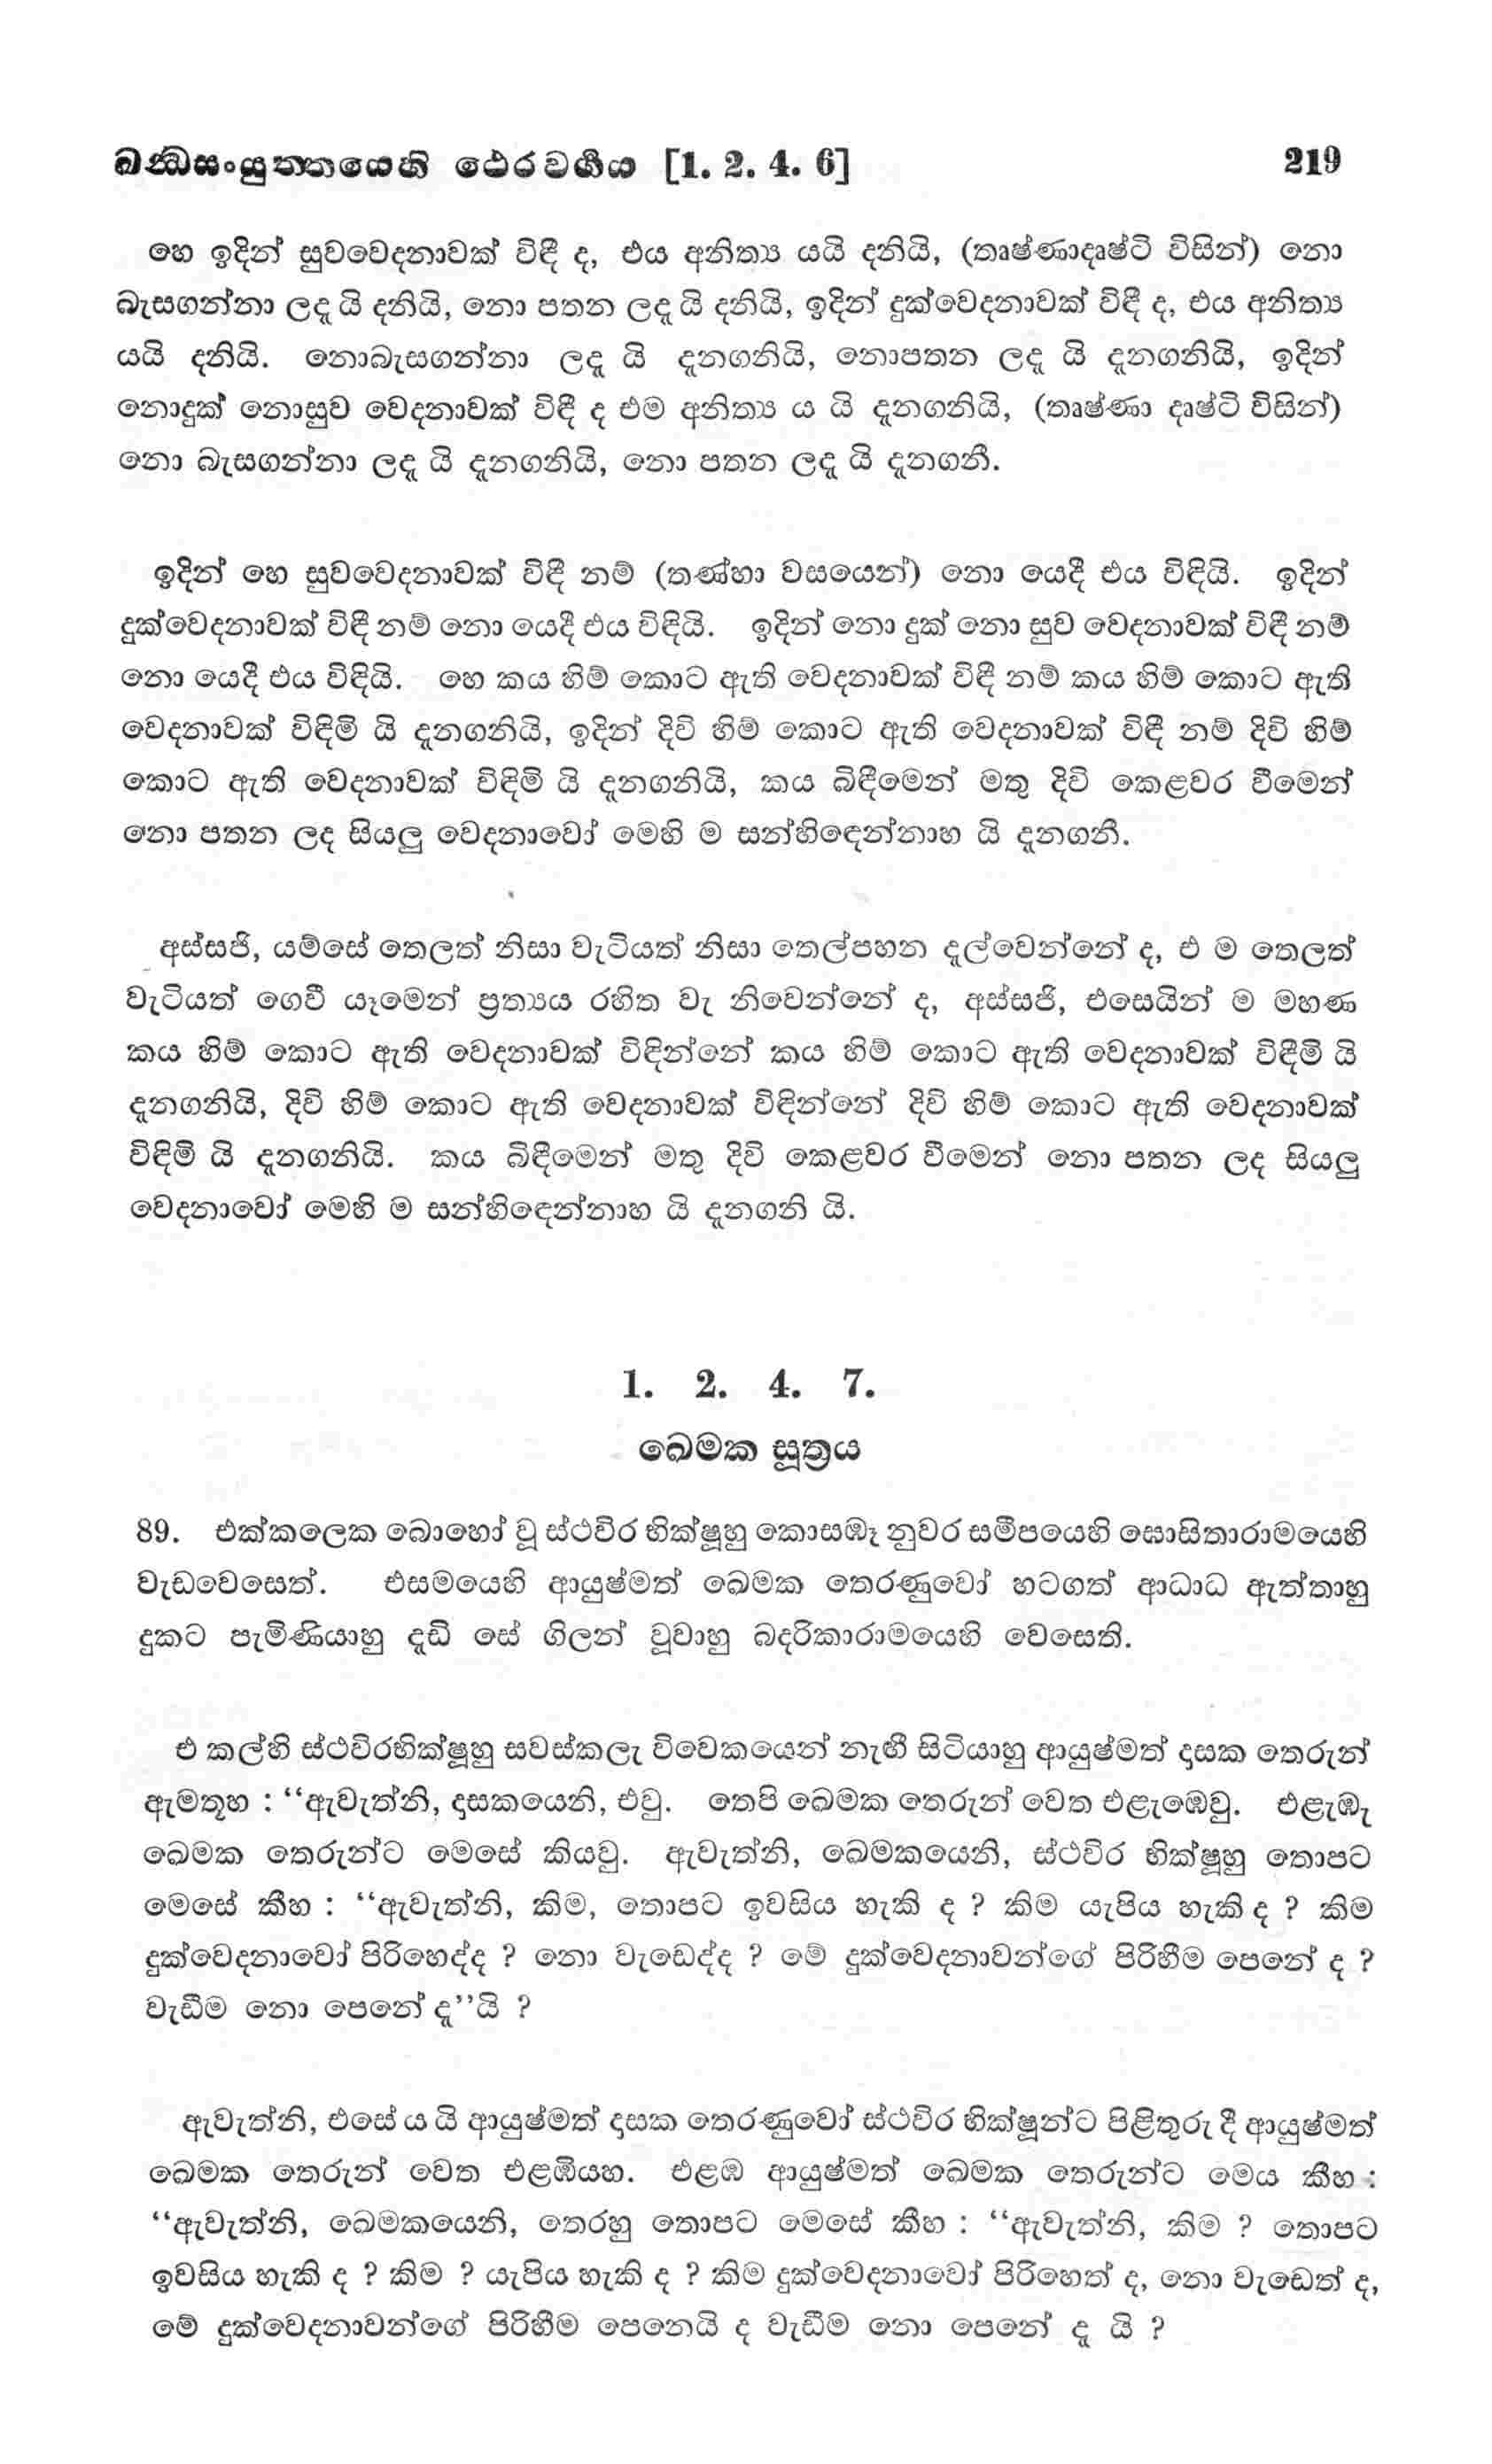 ඛන්‍ධසංයුත්තයෙහි ථෙරවර්‍ගය [1. 2. 4. 6] 219
හෙ ඉදින් සුවවෙදනාවක් විඳී ද, එය අනිත්‍ය යයි දනියි, (තෘෂ්ණාදෘෂ්ටි විසින්) නො
බැසගන්නා ලදැ යි දනියි, නො පතන ලදැ යි දනියි, ඉදින් දුක්වෙදනාවක් විඳී ද, එය අනිත්‍ය
යයි දනියි. නොබැසගන්නා ලදැ යි දැනගනියි, නොපතන ලදැ යි දැනගනියි, ඉදින්
නොදුක් නොසුව වෙදනාවක් විඳී ද එම අනිත්‍ය ය යි දැනගනියි, (තෘෂ්ණා දෘෂ්ටි විසින්)
නො බැසගන්නා ලදැ යි දැනගනියි, නො පතන ලදැ යි දැනගනී.
ඉදින් හෙ සුවවෙදනාවක් විඳී නම් (තණ්හා වසයෙන්) නො යෙදී එය විඳියි. ඉදින්
දුක්වෙදනාවක් විඳී නම් නො යෙදී එය විඳියි. ඉදින් නො දුක් නො සුව වෙදනාවක් විඳී නම්
නො යෙදී එය විඳියි. හෙ කය හිම් කොට ඇති වෙදනාවක් විඳී නම් කය හිම් කොට ඇති
වෙදනාවක් විඳිමි යි දැනගනියි, ඉදින් දිවි හිම් කොට ඇති වෙදනාවක් විඳී නම් දිවි හිම්
කොට ඇති වෙදනාවක් විඳිමි යි දැනගනියි, කය බිඳීමෙන් මතු දිවි කෙළවර වීමෙන්
නො පතන ලද සියලු වෙදනාවෝ මෙහි ම සන්හිඳෙන්නාහ යි දැනගනී.
අස්සජි, යම්සේ තෙලත් නිසා වැටියත් නිසා තෙල්පහන දැල්වෙන්නේ ද, එ ම තෙලත්
වැටියත් ගෙවී යෑමෙන් ප්‍රත්‍යය රහිත වැ නිවෙන්නේ ද, අස්සජි, එසෙයින් ම මහණ
කය හිම් කොට ඇති වෙදනාවක් විඳින්නේ කය හිම් කොට ඇති වෙදනාවක් විඳීමි යි
දැනගනියි, දිවි හිම් කොට ඇති වෙදනාවක් විඳින්නේ දිවි හිම් කොට ඇති වෙදනාවක්
විඳිමි යි දැනගනියි. කය බිඳීමෙන් මතු දිවි කෙළවර වීමෙන් නො පතන ලද සියලු
වෙදනාවෝ මෙහි ම සන්හිඳෙන්නාහ යි දැනගනි යි.
1. 2. 4. 7.
ඛෙමක සූත්‍රය
89. එක්කලෙක බොහෝ වූ ස්ථවිර භික්ෂූහු කොසඹෑ නුවර සමීපයෙහි ඝොසිතාරාමයෙහි
වැඩවෙසෙත්. එසමයෙහි ආයුෂ්මත් ඛෙමක තෙරණුවෝ හටගත් ආධාධ ඇත්තාහු
දුකට පැමිණියාහු දැඩි සේ ගිලන් වූවාහු බදරිකාරාමයෙහි වෙසෙති.
එ කල්හි ස්ථවිරභික්ෂූහු සවස්කලැ විවෙකයෙන් නැඟී සිටියාහු ආයුෂ්මත් දාසක තෙරුන්
ඇමතූහ : “ඇවැත්නි, දාසකයෙනි, එවු. තෙපි ඛෙමක තෙරුන් වෙත එළැඹෙවු. එළැඹැ
ඛෙමක තෙරුන්ට මෙසේ කියවු. ඇවැත්නි, ඛෙමකයෙනි, ස්ථවිර භික්ෂූහු තොපට
මෙසේ කීහ : “ඇවැත්නි, කිම, තොපට ඉවසිය හැකි ද ? කිම යැපිය හැකි ද ? කිම
දුක්වෙදනාවෝ පිරිහෙද්ද ? නො වැඩෙද්ද ? මේ දුක්වෙදනාවන්ගේ පිරිහීම පෙනේ ද ?
වැඩීම නො පෙනේ දැ”යි ?
ඇවැත්නි, එසේ ය යි ආයුෂ්මත් දාසක තෙරණුවෝ ස්ථවිර භික්ෂූන්ට පිළිතුරු දී ආයුෂ්මත්
ඛෙමක තෙරුන් වෙත එළඹියහ. එළඹ ආයුෂ්මත් ඛෙමක තෙරුන්ට මෙය කීහ :
“ඇවැත්නි, ඛෙමකයෙනි, තෙරහු තොපට මෙසේ කීහ : “ඇවැත්නි, කිම ? තොපට
ඉවසිය හැකි ද ? කිම ? යැපිය හැකි ද ? කිම දුක්වෙදනාවෝ පිරිහෙත් ද, නො වැඩෙත් ද,
මේ දුක්වෙදනාවන්ගේ පිරිහීම පෙනෙයි ද වැඩීම නො පෙනේ දැ යි ?